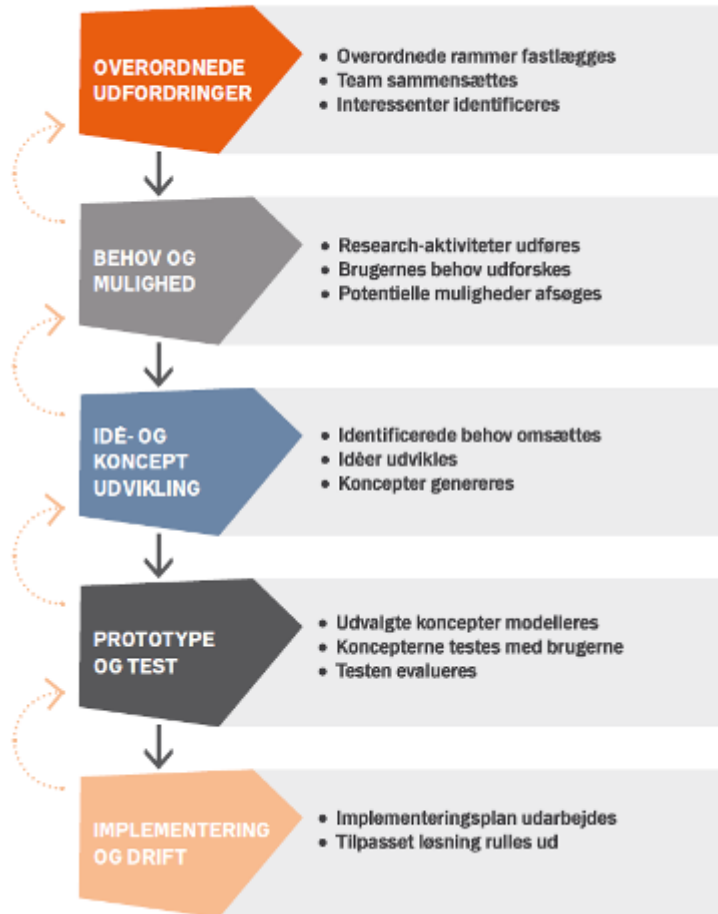 OVERORDNEDE
UDFORDRINGER
• Overordnede rammer fastlægges
• Team sammensættes
• Interessenter identificeres
BEHOV OG
MULIGHED
• Research-aktiviteter udføres
• Brugernes behov udforskes
• Potentielle muligheder afsøges
IDÈ- OG
KONCEPT
UDVIKLING
• Identificerede behov omsættes
• Idèer udvikles
• Koncepter genereres
PROTOTYPE
OG TEST
• Udvalgte koncepter modelleres
• Koncepterne testes med brugerne
• Testen evalueres
IMPLEMENTERING
OG DRIFT
• Implementeringsplan udarbejdes
• Tilpasset løsning rulles ud